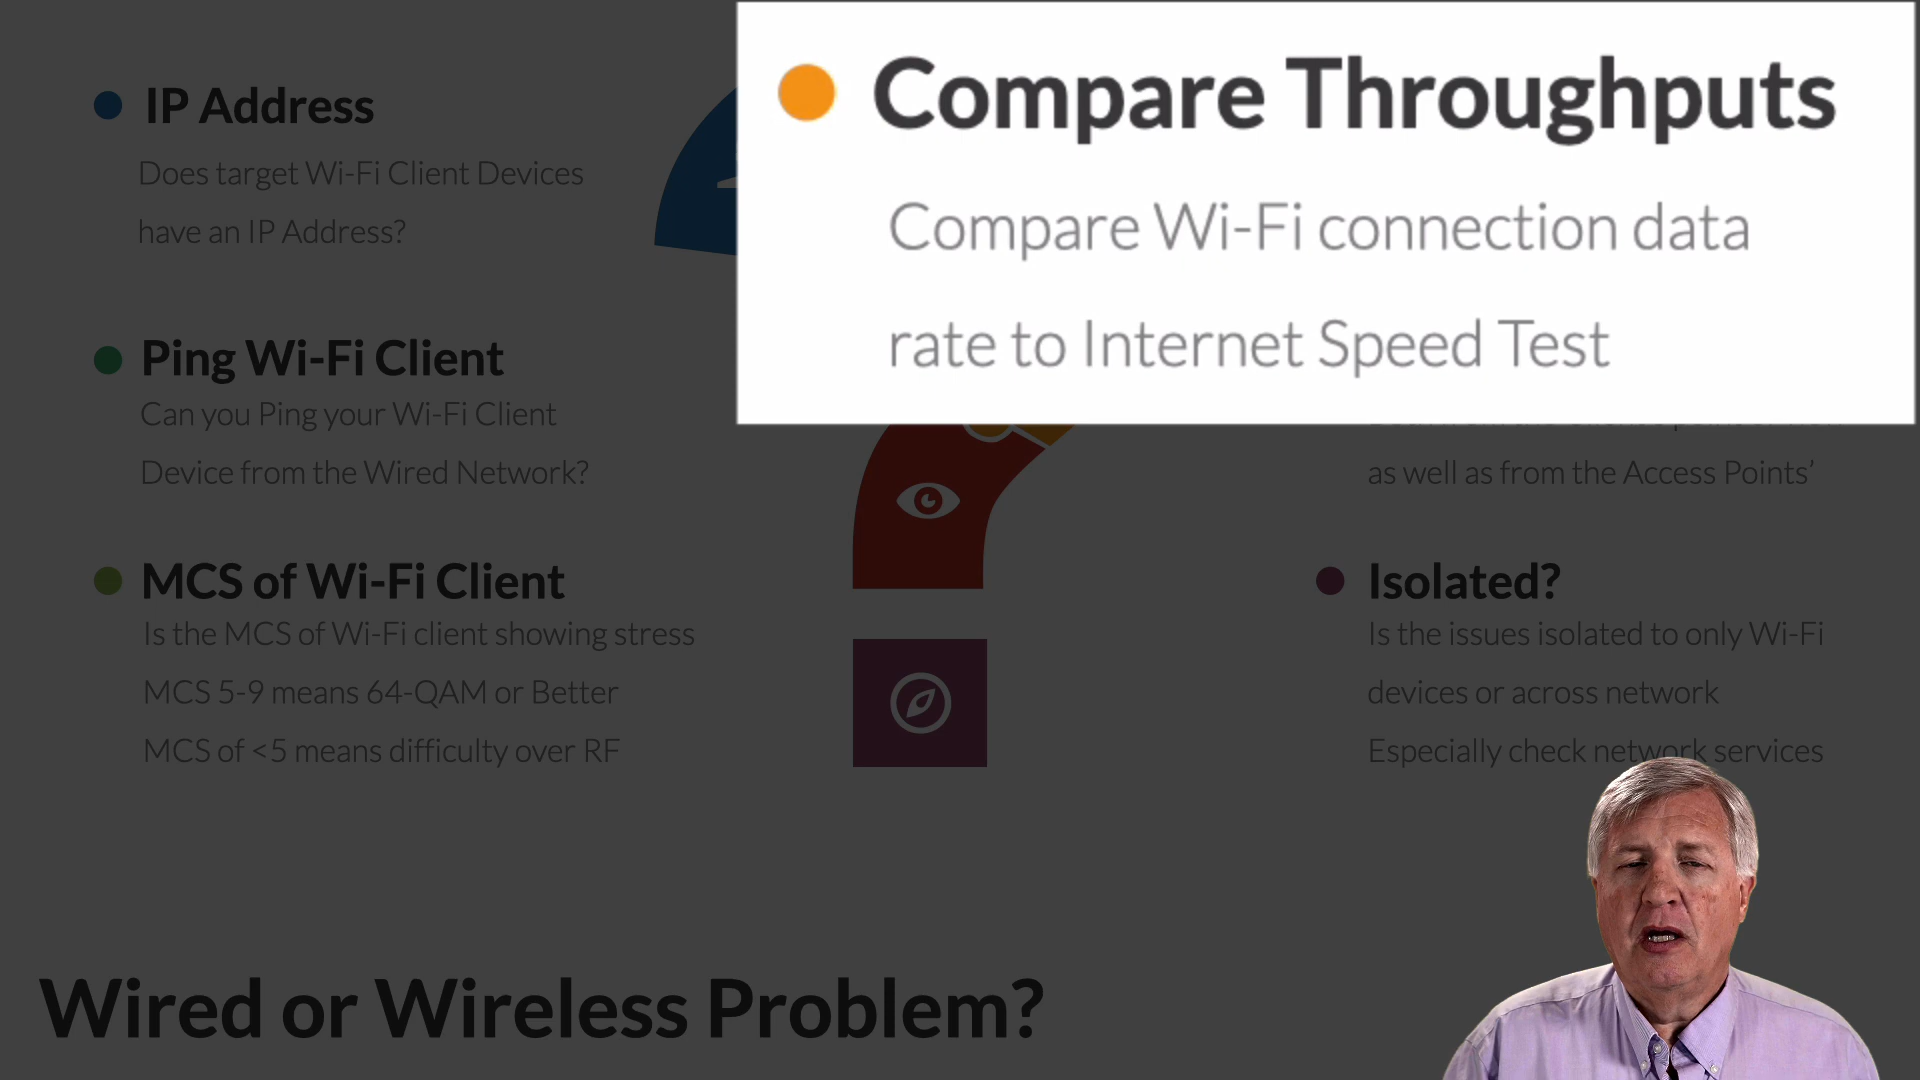 IP Address
Does target Wi-Fi Client Devices
have an IP Address?
Ping Wi-Fi Client
Can you Ping your Wi-Fi Client
Device from the Wired Network?
MCS of Wi-Fi Client
Is the MCS of Wi-Fi client showing stress
MCS 5-9 means 64-QAM or Better
MCS of <5 means difficulty over RF
Compare Throughputs
Compare Wi-Fi connection data
rate to Internet Speed Test
as well as from the Access Points’
Isolated?
Is the issues isolated to only Wi-Fi
devices or across network
Especially check network services
Wired or Wireless Problem?